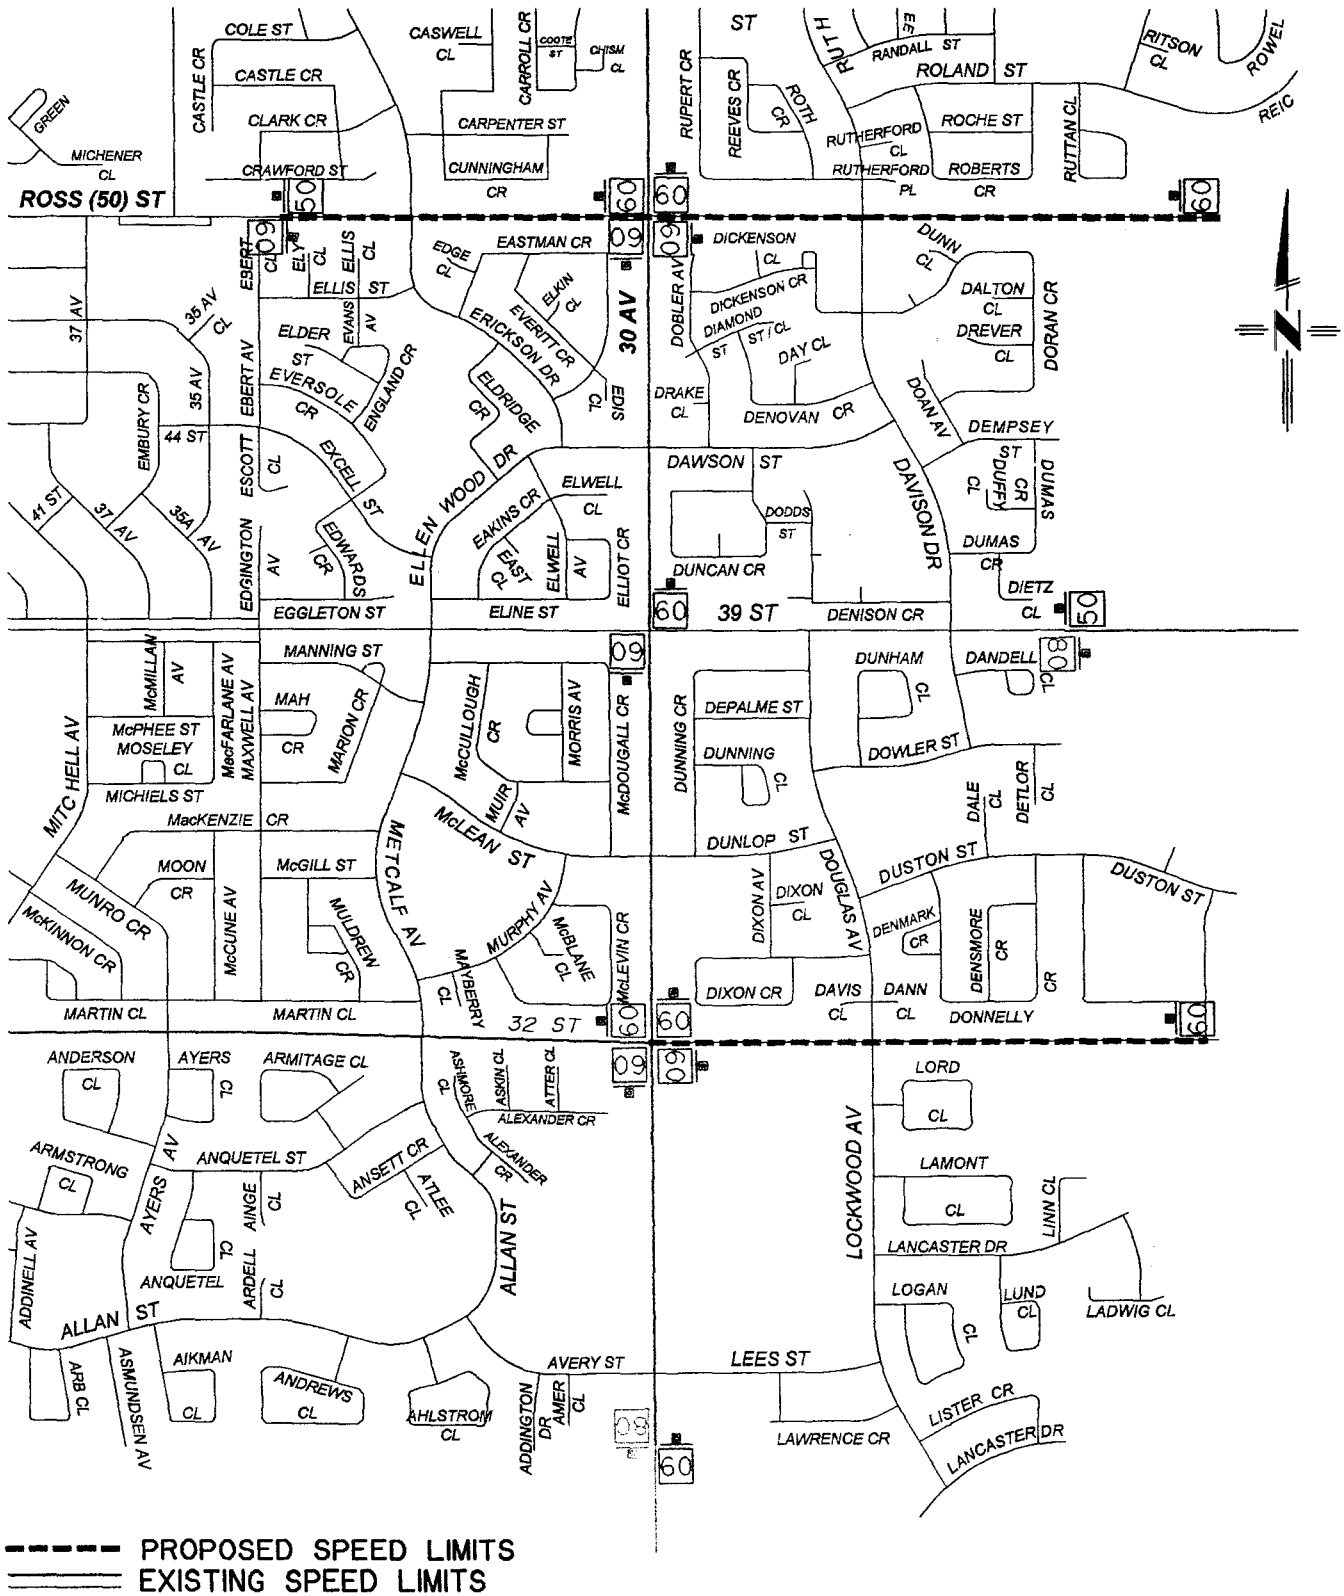 COLE ST
CASWELL
CL
CARROLL CR
COOTE
ST
CHISM
CL
ST
RUTH
EE
RANDALL ST
ROLAND ST
RITSON
CL
ROWEL
REIC
CASTLE CR
CASTLE CR
GREEN
CLARK CR
CARPENTER ST
RUPERT CR
REEVES CR
ROTH
CR
RUTHERFORD
CL
ROCHE ST
RUTTAN CL
MICHENER
CL
CRAWFORD ST
CUNNINGHAM
CR
RUTHERFORD
PL
ROBERTS
CR
ROSS (50) ST
50
60
60
60
60
60
60
EBERT
CL
ELY
CL
ELLIS
CL
EDGE
CL
EASTMAN CR
DICKENSON
CL
DUNN
CL
37 AV
35 AV
CL
ELLIS ST
EVANS
AV
ELKIN
CL
EVERITT CR
ERICKSON DR
30 AV
DOBLER AV
DICKENSON CR
DIAMOND
ST
ST/CL
DAY CL
DALTON
CL
DREVER
CL
DORAN CR
ELDER
ST
EBERT AV
35 AV
EVERSOLE
CR
ENGLAND CR
ELDRIDGE
CR
EDIS
CL
DRAKE
CL
DENOVAN CR
DOAN AV
EMBURY CR
44 ST
ESCOTT
CL
EXCELL ST
ELLEN WOOD DR
DAWSON ST
DAVISON DR
DEMPSEY
ST
DUFFY
CL
CR
DUMAS
41 ST
37 AV
35A AV
EAKINS CR
ELWELL
CL
DODDS
ST
EDGINGTON
AV
EDWARDS
CR
EAST
CL
ELWELL
AV
ELLIOT CR
DUNCAN CR
DUMAS
CR
DIETZ
CL
EGGLETON ST
ELINE ST
60
39 ST
DENISON CR
50
McMILLAN
AV
MANNING ST
60
DUNHAM
CL
DANDELL
CL
80
MacFARLANE AV
MAXWELL AV
MAH
CR
MARION CR
McCULLOUGH
CR
MORRIS AV
McDOUGALL CR
DUNNING CR
DEPALME ST
McPHEE ST
MOSELEY
CL
DUNNING
CL
DOWLER ST
MITCHELL AV
MICHIELS ST
MUIR
AV
DALE
CL
DETLOR
CL
MacKENZIE CR
METCALF AV
McLEAN ST
DUNLOP ST
DOUGLAS AV
DUSTON ST
DUSTON ST
MOON
CR
McGILL ST
MUNRO CR
McCUNE AV
MULDREW
CR
MURPHY AV
McBLANE
CL
McLEVIN CR
DIXON AV
DIXON
CL
DENMARK
CR
DENSMORE
CR
CR
McKINNON CR
MAYBERRY
CL
DIXON CR
DAVIS
CL
DANN
CL
DONNELLY
MARTIN CL
MARTIN CL
32 ST
60
60
60
60
60
ANDERSON
CL
AYERS
CL
ARMITAGE CL
ASHMORE
CL
ASKIN CL
ATTER CL
ALEXANDER CR
LORD
CL
LOCKWOOD AV
ARMSTRONG
CL
AYERS AV
ANQUETEL ST
ANSETT CR
ATLEE
CL
ALEXANDER
CR
LAMONT
CL
LINN CL
AINGE
CL
ADDINELL AV
CL
ANQUETEL
ARDELL
CL
ALLAN ST
LANCASTER DR
LOGAN
CL
LUND
CL
LADWIG CL
ALLAN ST
ARB CL
ASMUNDSEN AV
AIKMAN
CL
ANDREWS
CL
AHLSTROM
CL
AVERY ST
ADDINGTON
DR
AMER
CL
LEES ST
80
60
LAWRENCE CR
LISTER CR
LANCASTER DR
N
PROPOSED SPEED LIMITS
EXISTING SPEED LIMITS